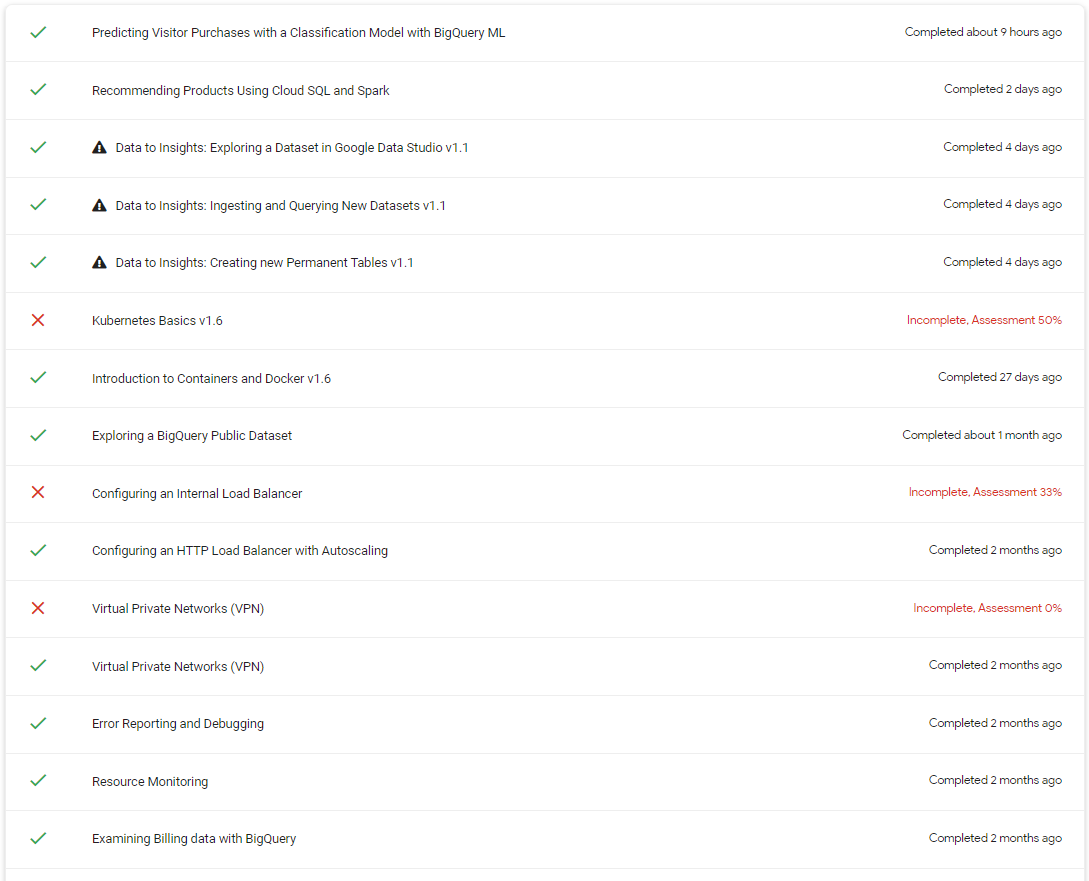 Predicting Visitor Purchases with a Classification Model with BigQuery ML Completed about 9 hours ago
Recommending Products Using Cloud SQL and Spark Completed 2 days ago
Data to Insights: Exploring a Dataset in Google Data Studio v1.1 Completed 4 days ago
Data to Insights: Ingesting and Querying New Datasets v1.1 Completed 4 days ago
Data to Insights: Creating new Permanent Tables v1.1 Completed 4 days ago
Kubernetes Basics v1.6 Incomplete, Assessment 50%
Introduction to Containers and Docker v1.6 Completed 27 days ago
Exploring a BigQuery Public Dataset Completed about 1 month ago
Configuring an Internal Load Balancer Incomplete, Assessment 33%
Configuring an HTTP Load Balancer with Autoscaling Completed 2 months ago
Virtual Private Networks (VPN) Incomplete, Assessment 0%
Virtual Private Networks (VPN) Completed 2 months ago
Error Reporting and Debugging Completed 2 months ago
Resource Monitoring Completed 2 months ago
Examining Billing data with BigQuery Completed 2 months ago